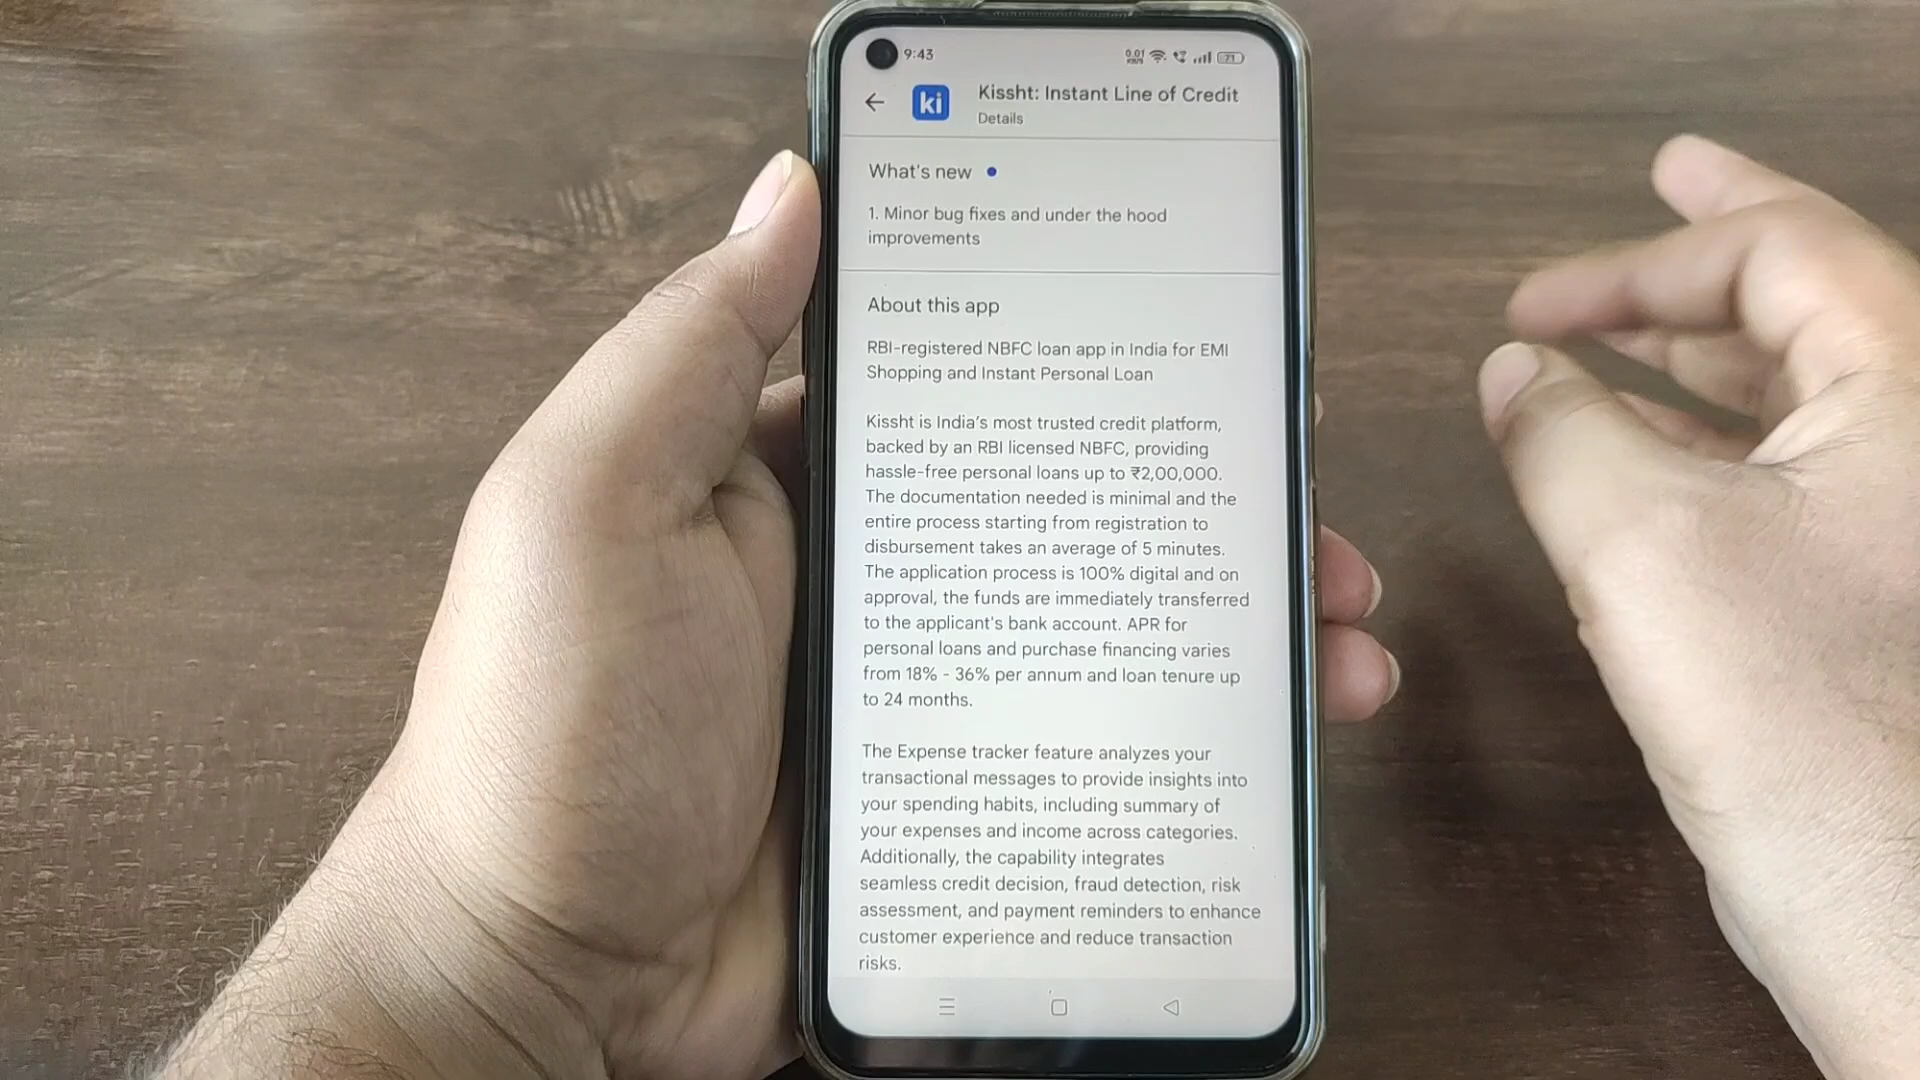 9:43
0.01
KB/S
71
ki
Kissht: Instant Line of Credit
Details
What's new
1. Minor bug fixes and under the hood
improvements
About this app
RBI-registered NBFC loan app in India for EMI
Shopping and Instant Personal Loan
Kissht is India's most trusted credit platform,
backed by an RBI licensed NBFC, providing
hassle-free personal loans up to ₹2,00,000.
The documentation needed is minimal and the
entire process starting from registration to
disbursement takes an average of 5 minutes.
The application process is 100% digital and on
approval, the funds are immediately transferred
to the applicant's bank account. APR for
personal loans and purchase financing varies
from 18% - 36% per annum and loan tenure up
to 24 months.
The Expense tracker feature analyzes your
transactional messages to provide insights into
your spending habits, including summary of
your expenses and income across categories.
Additionally, the capability integrates
seamless credit decision, fraud detection, risk
assessment, and payment reminders to enhance
customer experience and reduce transaction
risks.